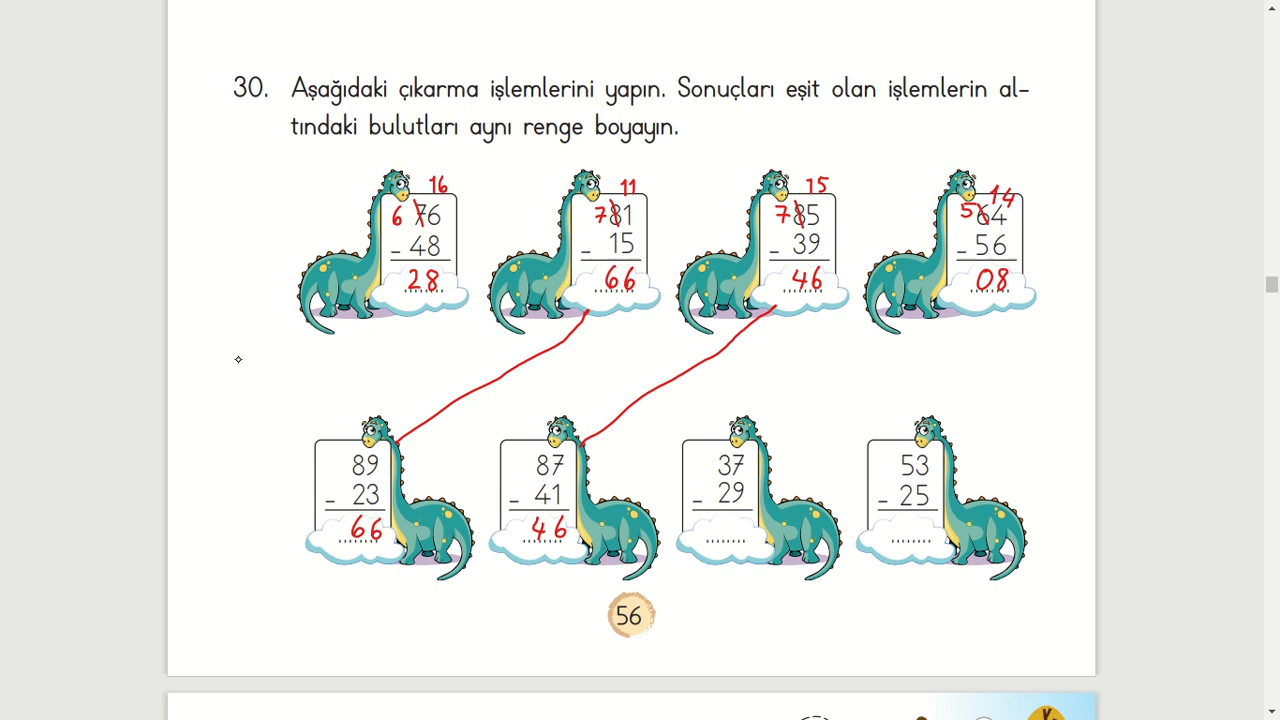 30. Aşağıdaki çıkarma işlemlerini yapın. Sonuçları eşit olan işlemlerin al-
tındaki bulutları aynı renge boyayın.
16 11 15 14
6 76 7 81 7 85 5 64
- 48 - 15 - 39 - 56
28 66 46 08
89 87 37 53
- 23 - 41 - 29 - 25
66 46 ........ ........
56